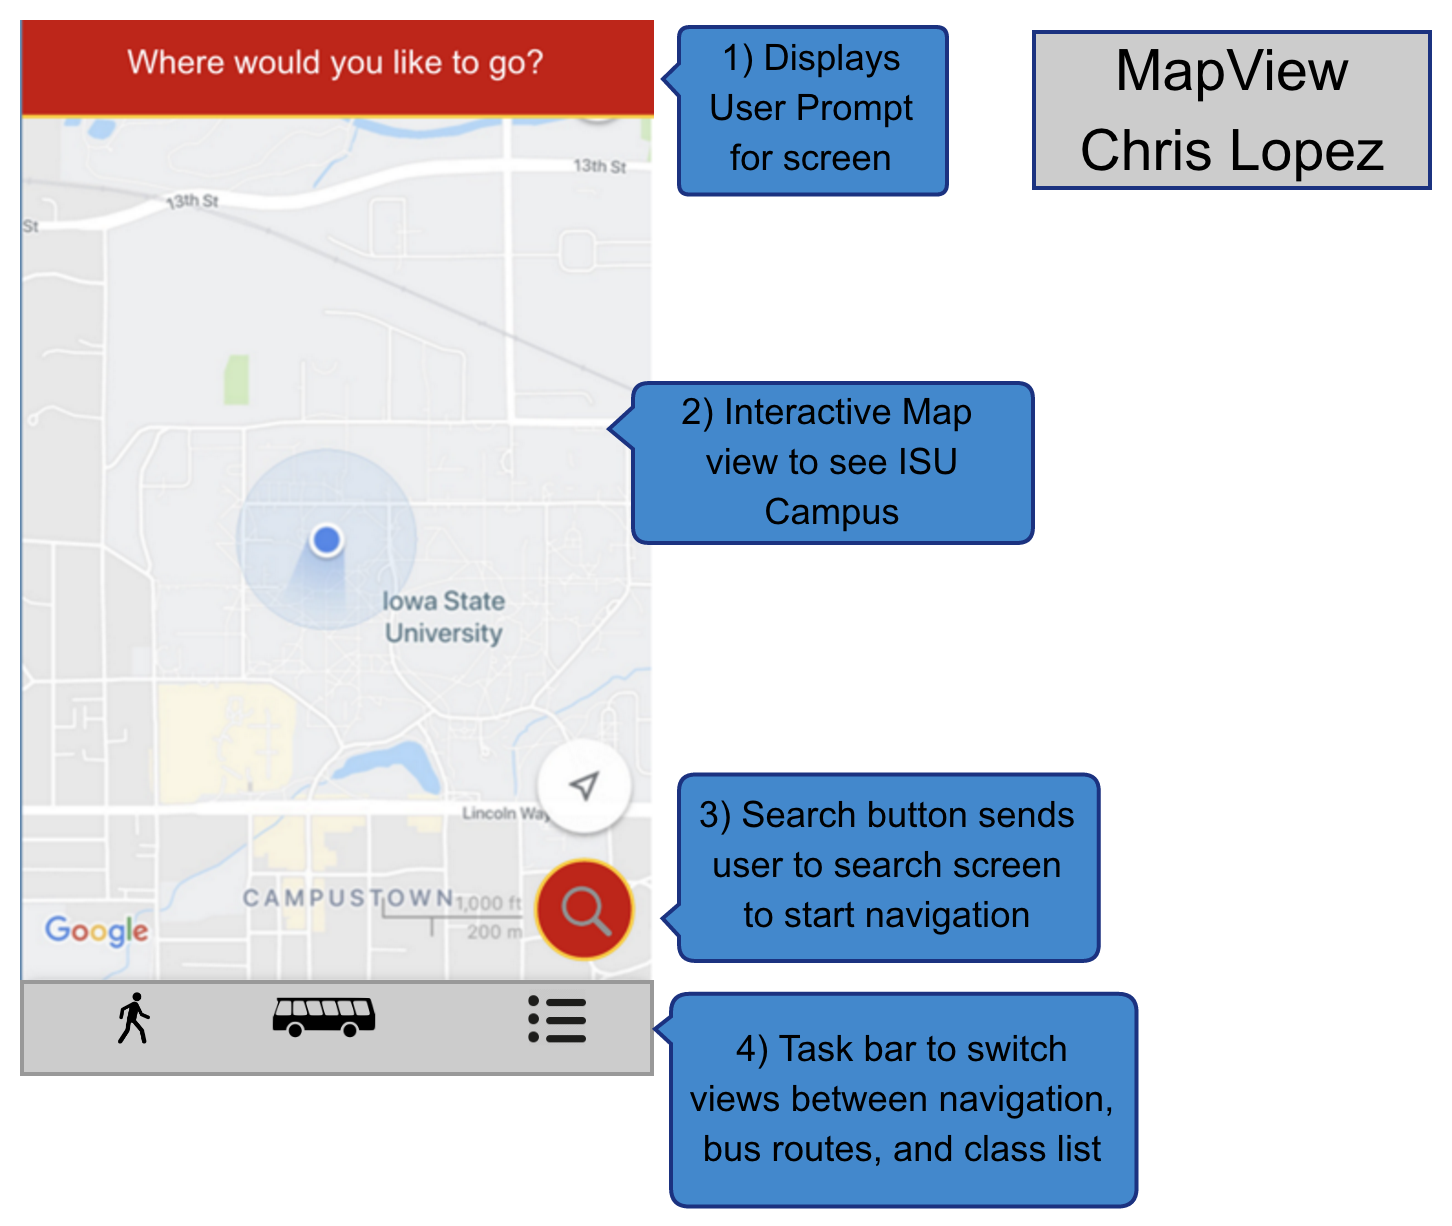 Where would you like to go?
1) Displays
User Prompt
for screen
MapView
Chris Lopez
13th St
13th St
St
2) Interactive Map
view to see ISU
Campus
Iowa State
University
Lincoln Way
3) Search button sends
user to search screen
to start navigation
CAMPUSTOWN
1,000 ft
200 m
Google
4) Task bar to switch
views between navigation,
bus routes, and class list